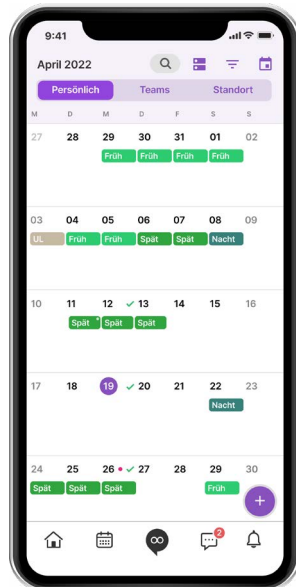 9:41
April 2022
Persönlich Teams Standort
M D M D F S S
27 28 29 30 31 01 02
Früh Früh Früh Früh
03 04 05 06 07 08 09
UL Früh Früh Spät Spät Nacht
10 11 12 13 14 15 16
Spät Spät Spät
17 18 19 20 21 22 23
Nacht
24 25 26 27 28 29 30
Spät Spät Spät Früh
+
2